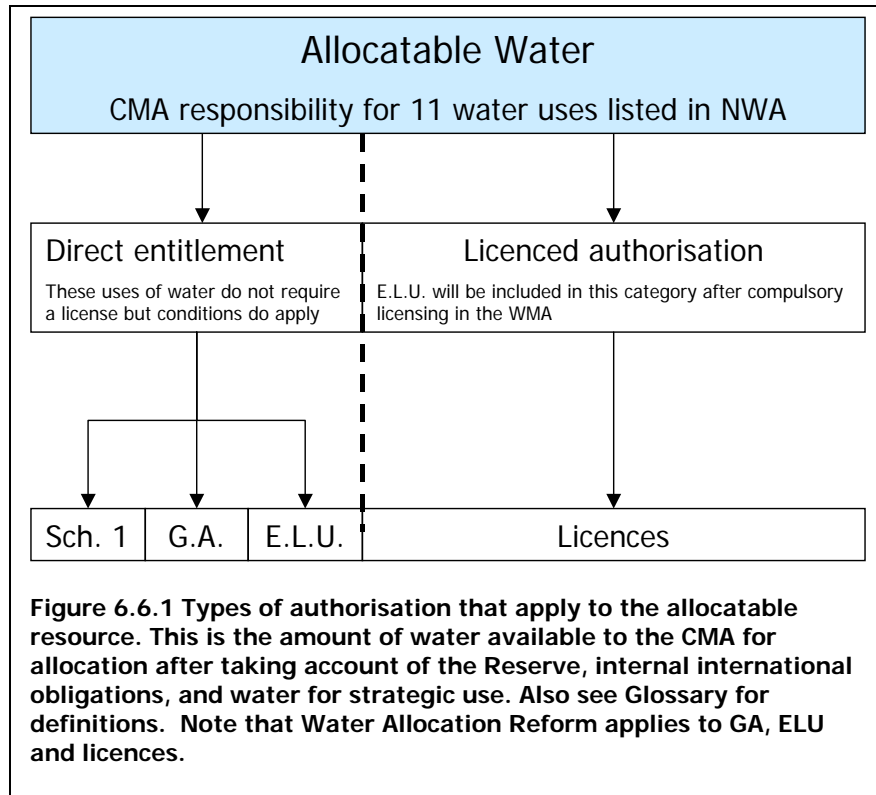 Allocatable Water
CMA responsibility for 11 water uses listed in NWA
Direct entitlement
These uses of water do not require
a license but conditions do apply
Licenced authorisation
E.L.U. will be included in this category after compulsory
licensing in the WMA
Sch. 1
G.A.
E.L.U.
Licences
Figure 6.6.1 Types of authorisation that apply to the allocatable
resource. This is the amount of water available to the CMA for
allocation after taking account of the Reserve, internal international
obligations, and water for strategic use. Also see Glossary for
definitions.  Note that Water Allocation Reform applies to GA, ELU
and licences.